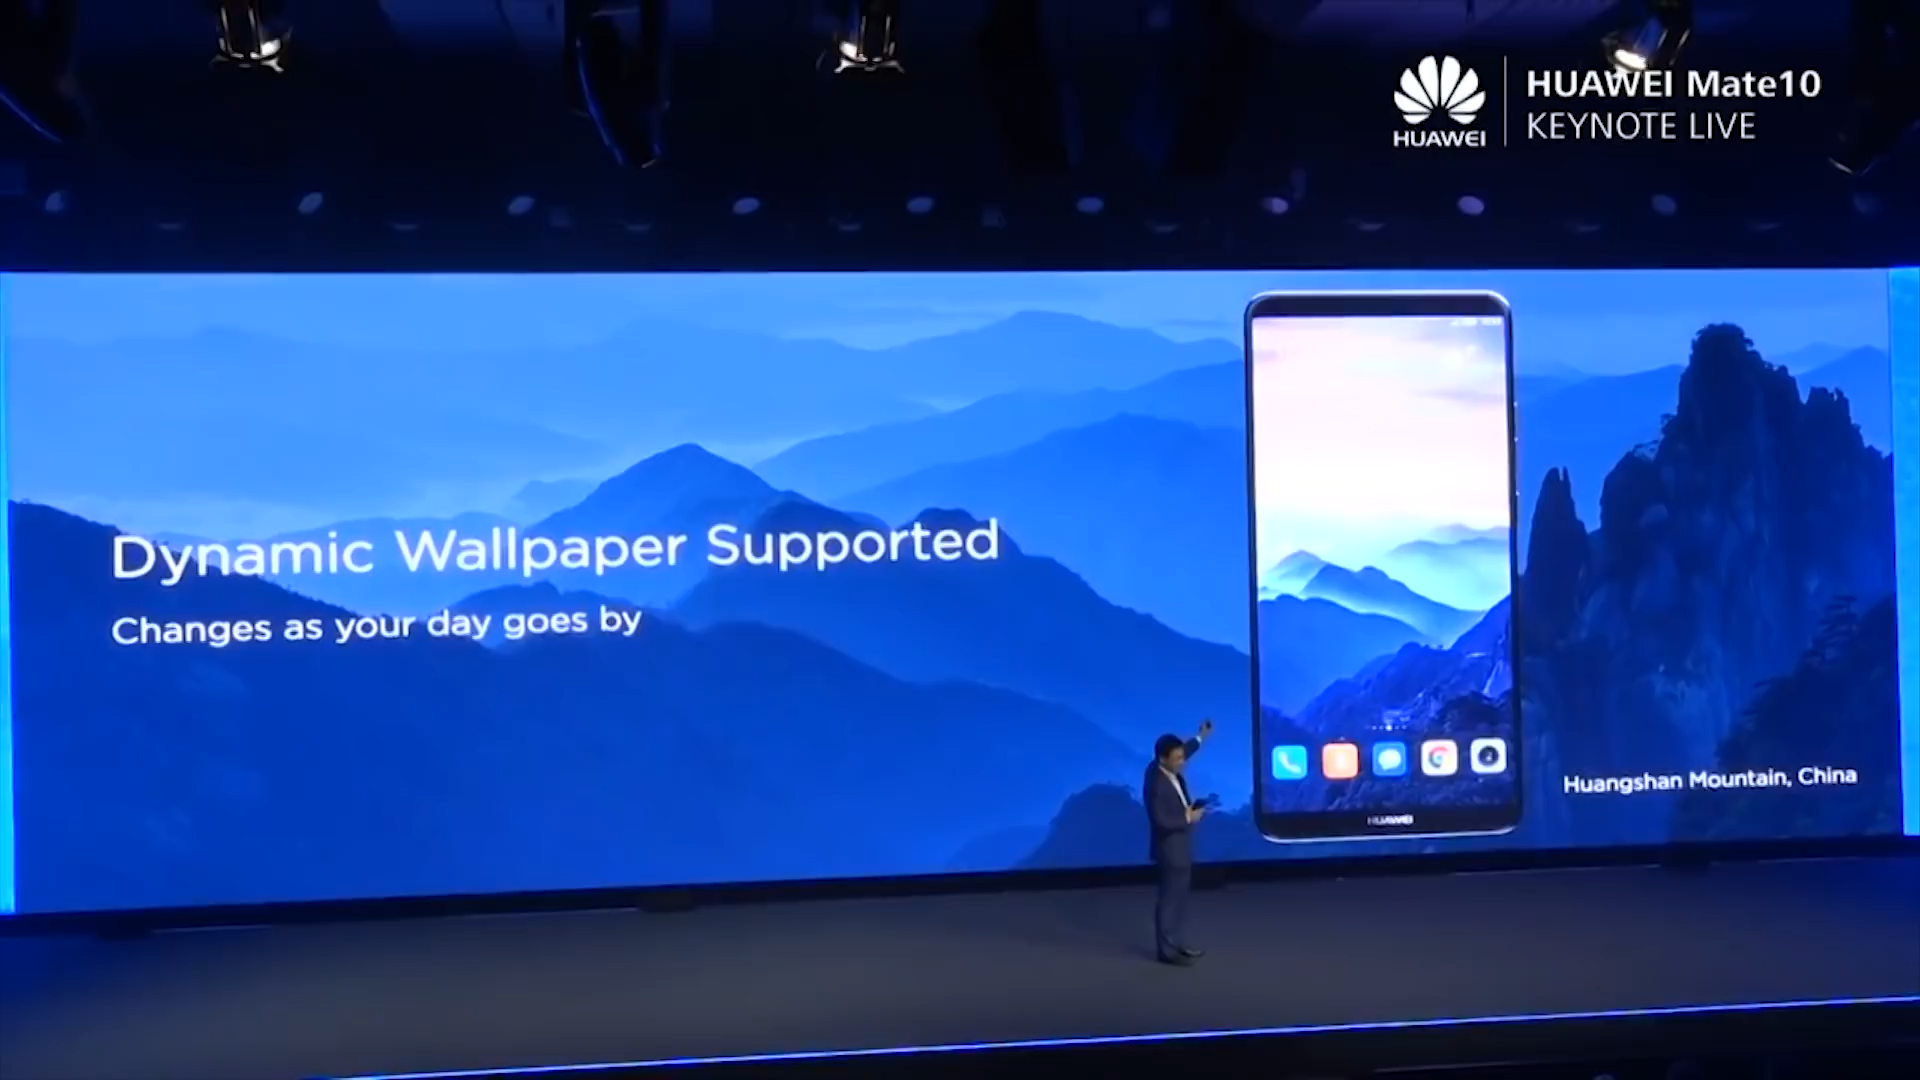 HUAWEI Mate10
HUAWEI
KEYNOTE LIVE
Dynamic Wallpaper Supported
Changes as your day goes by
Huangshan Mountain, China
HUAWEI